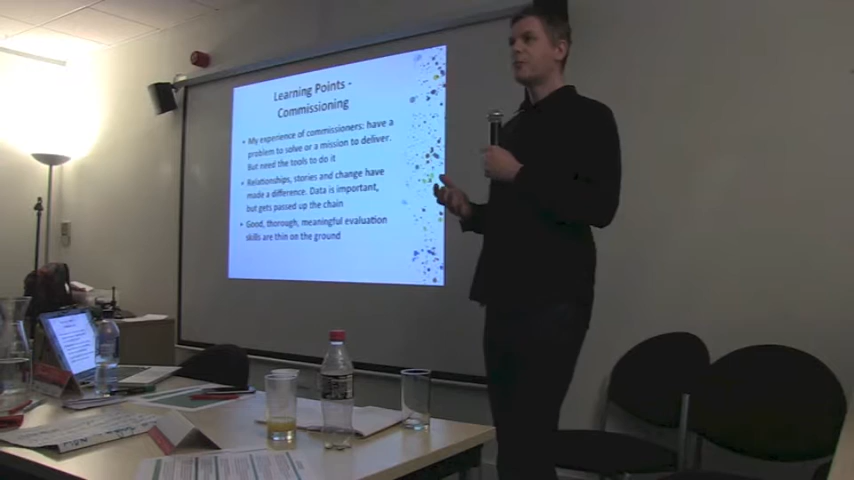 Learning Points -
Commissioning
• My experience of commissioners: have a
problem to solve or a mission to deliver.
But need the tools to do it
• Relationships, stories and change have
made a difference. Data is important,
but gets passed up the chain
• Good, thorough, meaningful evaluation
skills are thin on the ground